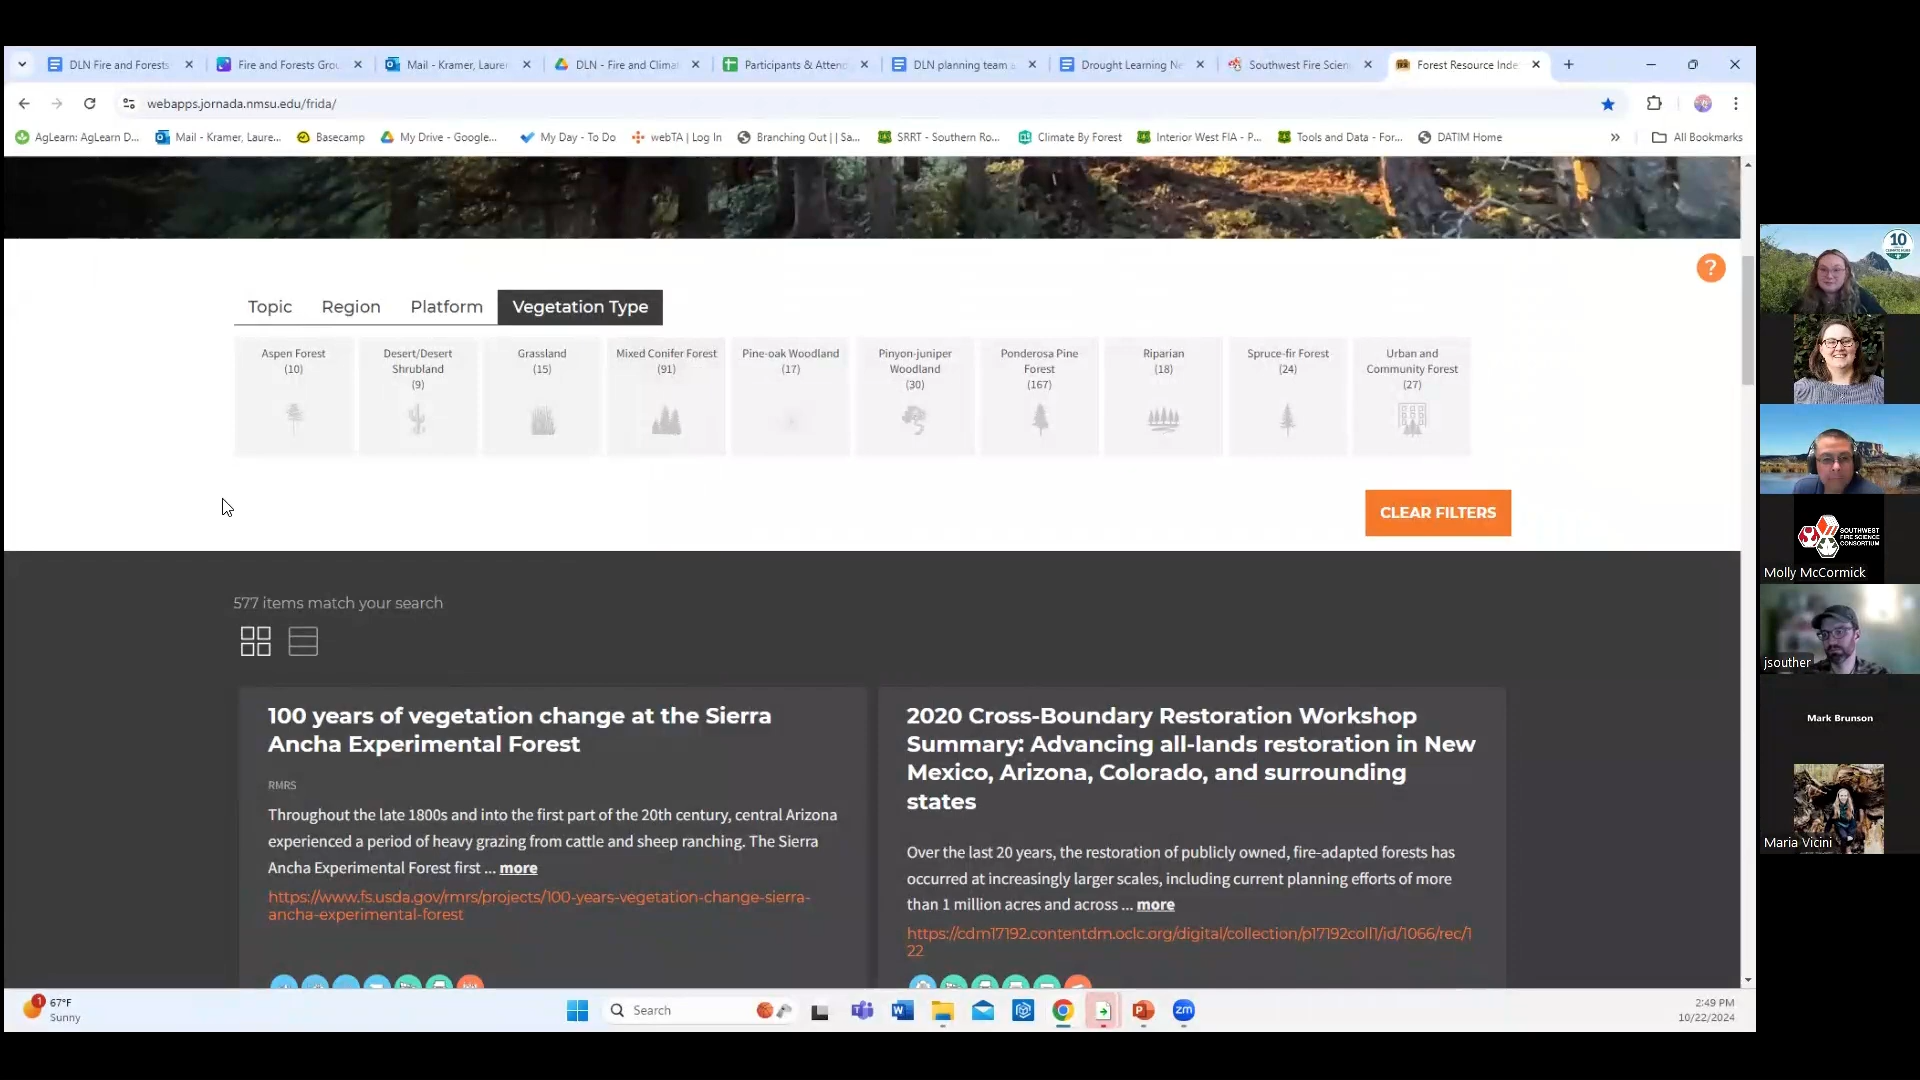 DLN Fire and Forests
Fire and Forests Grou
Mail - Kramer, Laure
DLN - Fire and Clima
Participants & Attend
DLN planning team a
Drought Learning Ne
Southwest Fire Scien
Forest Resource Inde
webapps.jornada.nmsu.edu/frida/
AgLearn: AgLearn D...
Mail - Kramer, Laure...
Basecamp
My Drive - Google...
My Day - To Do
webTA | Log In
Branching Out | | Sa...
SRRT - Southern Ro...
Climate By Forest
Interior West FIA - P...
Tools and Data - For...
DATIM Home
»
All Bookmarks
?
Topic
Region
Platform
Vegetation Type
Aspen Forest
(10)
Desert/Desert
Shrubland
(9)
Grassland
(15)
Mixed Conifer Forest
(91)
Pine-oak Woodland
(17)
Pinyon-juniper
Woodland
(30)
Ponderosa Pine
Forest
(167)
Riparian
(18)
Spruce-fir Forest
(24)
Urban and
Community Forest
(27)
CLEAR FILTERS
577 items match your search
100 years of vegetation change at the Sierra
Ancha Experimental Forest
RMRS
Throughout the late 1800s and into the first part of the 20th century, central Arizona
experienced a period of heavy grazing from cattle and sheep ranching. The Sierra
Ancha Experimental Forest first ... more
https://www.fs.usda.gov/rmrs/projects/100-years-vegetation-change-sierra-
ancha-experimental-forest
2020 Cross-Boundary Restoration Workshop
Summary: Advancing all-lands restoration in New
Mexico, Arizona, Colorado, and surrounding
states
Over the last 20 years, the restoration of publicly owned, fire-adapted forests has
occurred at increasingly larger scales, including current planning efforts of more
than 1 million acres and across ... more
https://cdm17192.contentdm.oclc.org/digital/collection/p17192coll1/id/1066/rec/1
22
1
67°F
Sunny
Search
zm
2:49 PM
10/22/2024
10
SOUTHWEST
FIRE SCIENCE
CONSORTIUM
Molly McCormick
jsouther
Mark Brunson
Maria Vicini